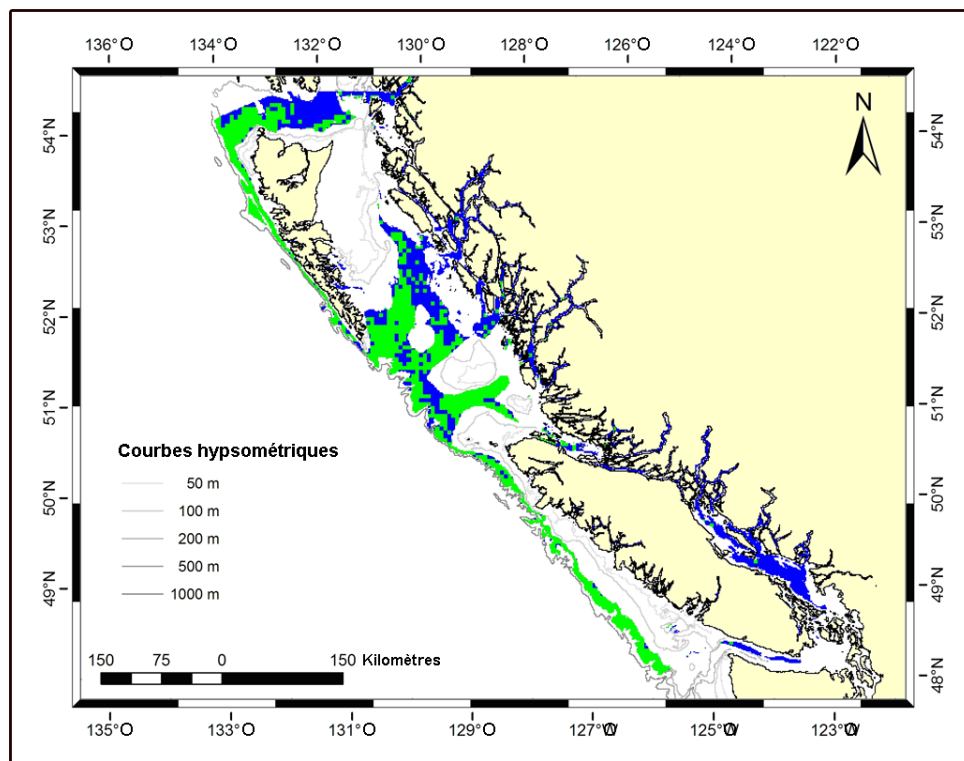 136°O 134°O 132°O 130°O 128°O 126°O 124°O 122°O
N
54°N 54°N
53°N 53°N
52°N 52°N
51°N 51°N
50°N 50°N
49°N 49°N
48°N
Courbes hypsométriques
50 m
100 m
200 m
500 m
1000 m
150 75 0 150 Kilomètres
135°O 133°O 131°O 129°O 127°O 125°O 123°O